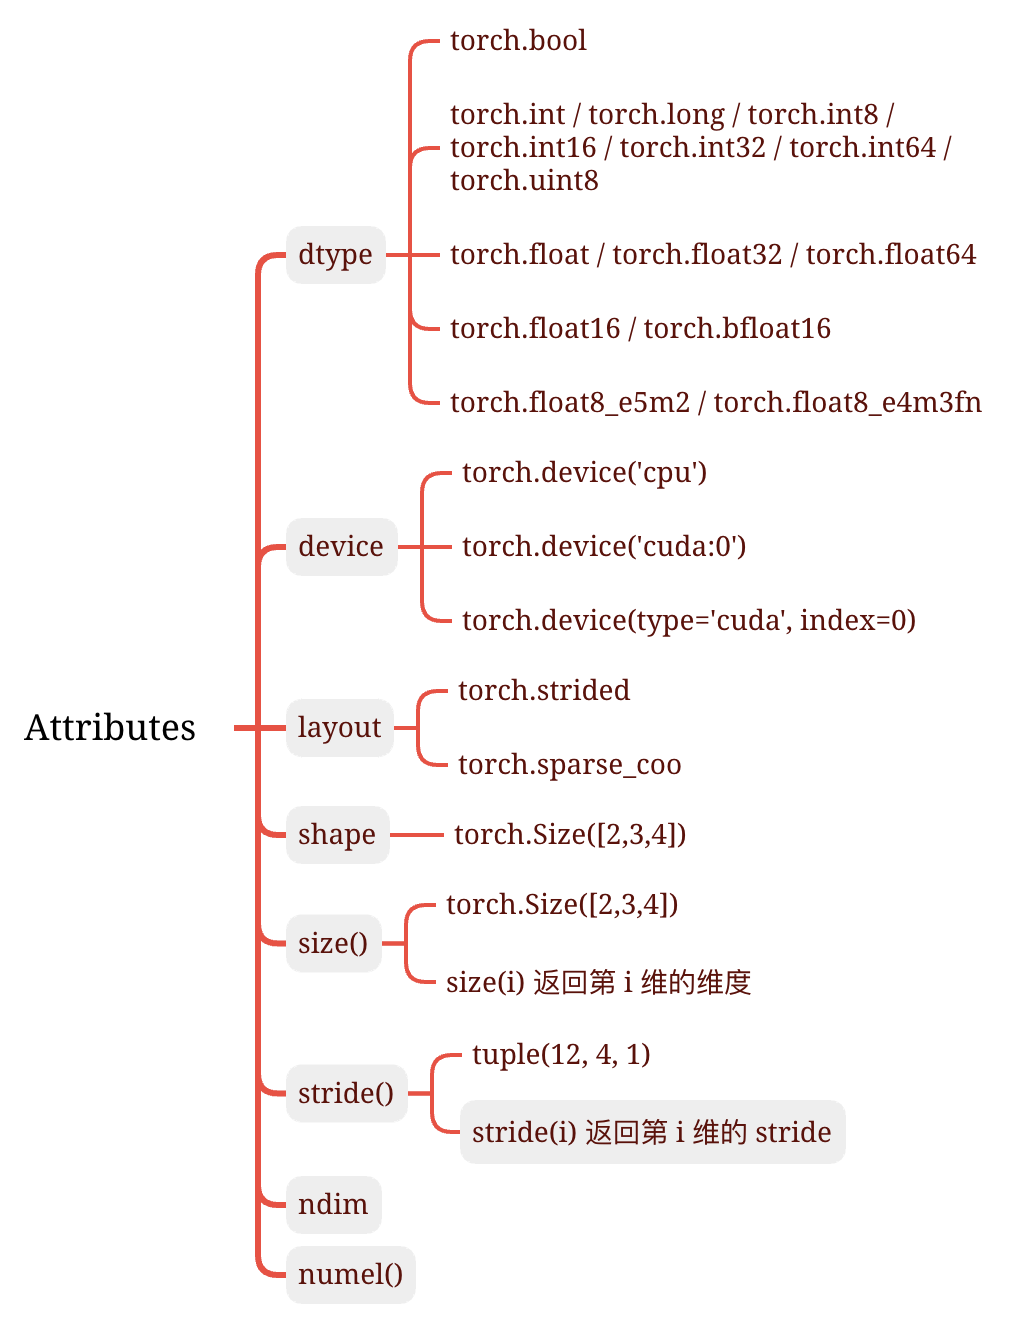 Attributes
dtype
torch.bool
torch.int / torch.long / torch.int8 /
torch.int16 / torch.int32 / torch.int64 /
torch.uint8
torch.float / torch.float32 / torch.float64
torch.float16 / torch.bfloat16
torch.float8_e5m2 / torch.float8_e4m3fn
device
torch.device('cpu')
torch.device('cuda:0')
torch.device(type='cuda', index=0)
layout
torch.strided
torch.sparse_coo
shape
torch.Size([2,3,4])
size()
torch.Size([2,3,4])
size(i) 返回第 i 维的维度
stride()
tuple(12, 4, 1)
stride(i) 返回第 i 维的 stride
ndim
numel()